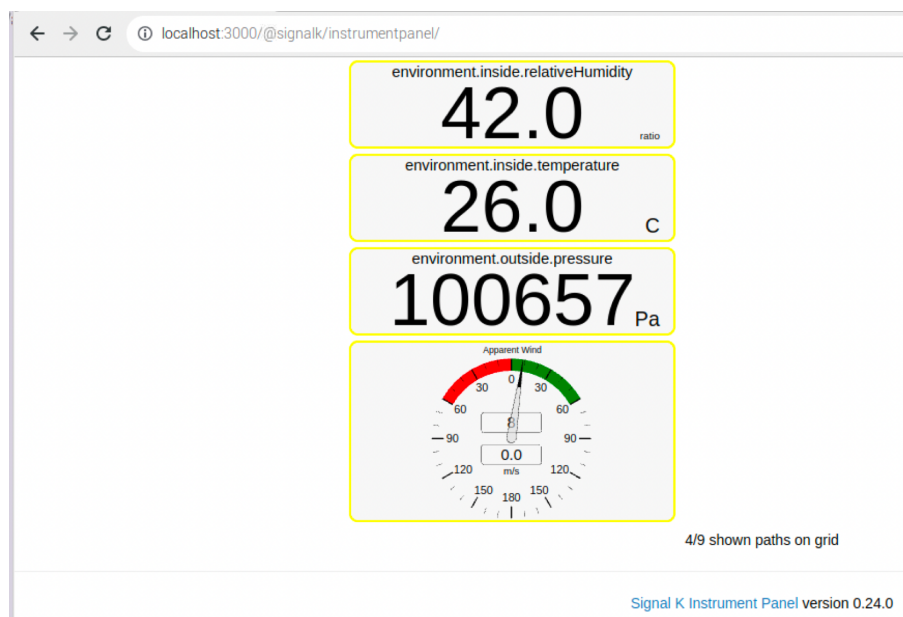 localhost:3000/@signalk/instrumentpanel/
environment.inside.relativeHumidity
42.0 ratio
environment.inside.temperature
26.0 C
environment.outside.pressure
100657 Pa
Apparent Wind
30 0 30
60 60
8
90 90
0.0
120 m/s 120
150 180 150
4/9 shown paths on grid
Signal K Instrument Panel version 0.24.0